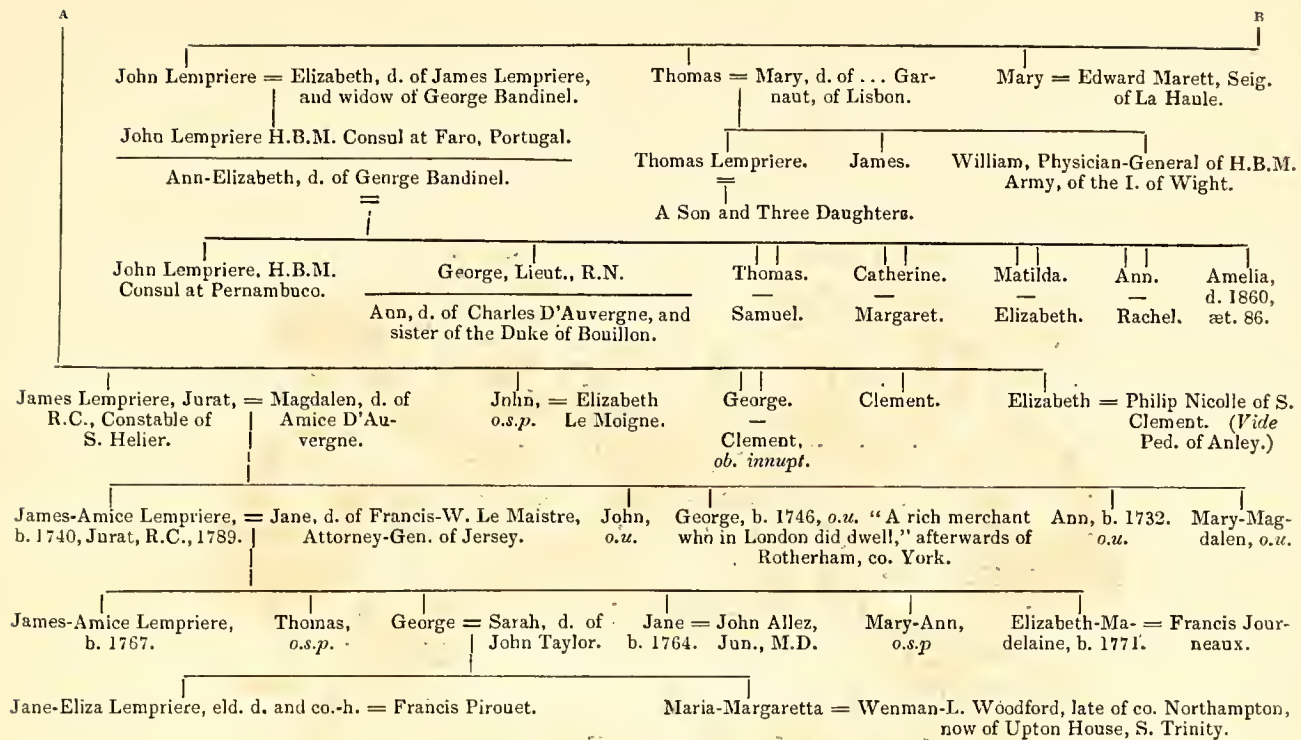 A B
John Lempriere = Elizabeth, d. of James Lempriere, Thomas = Mary, d. of ... Gar- Mary = Edward Marett, Seig.
and widow of George Bandinel. naut, of Lisbon. of La Haule.
John Lempriere H.B.M. Consul at Faro, Portugal.
Thomas Lempriere. James. William, Physician-General of H.B.M.
Ann-Elizabeth, d. of George Bandinel. = Army, of the I. of Wight.
= A Son and Three Daughters.
John Lempriere, H.B.M. George, Lieut., R.N. Thomas. Catherine. Matilda. Ann. Amelia,
Consul at Pernambuco. — — — — d. 1860,
Ann, d. of Charles D'Auvergne, and Samuel. Margaret. Elizabeth. Rachel. æt. 86.
sister of the Duke of Bouillon.
James Lempriere, Jurat, = Magdalen, d. of John, = Elizabeth George. Clement. Elizabeth = Philip Nicolle of S.
R.C., Constable of Amice D'Au- o.s.p. Le Moigne. — Clement. (Vide
S. Helier. vergne. Clement, Ped. of Anley.)
ob. innupt.
James-Amice Lempriere, = Jane, d. of Francis-W. Le Maistre, John, George, b. 1746, o.u. "A rich merchant Ann, b. 1732. Mary-Mag-
b. 1740, Jurat, R.C., 1789. Attorney-Gen. of Jersey. o.u. who in London did dwell," afterwards of o.u. dalen, o.u.
Rotherham, co. York.
James-Amice Lempriere, Thomas, George = Sarah, d. of Jane = John Allez, Mary-Ann, Elizabeth-Ma- = Francis Jour-
b. 1767. o.s.p. John Taylor. b. 1764. Jun., M.D. o.s.p delaine, b. 1771. neaux.
Jane-Eliza Lempriere, eld. d. and co.-h. = Francis Pirouet. Maria-Margaretta = Wenman-L. Woodford, late of co. Northampton,
now of Upton House, S. Trinity.